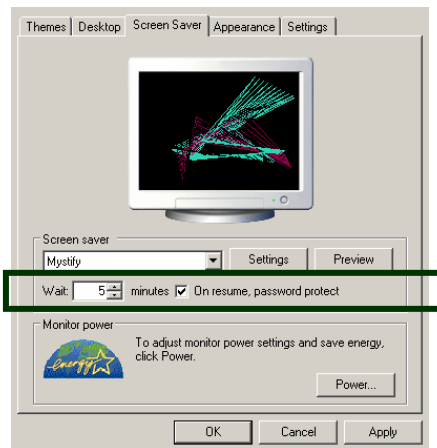 Themes Desktop Screen Saver Appearance Settings
Screen saver
Mystify Settings Preview
Wait: 5 minutes On resume, password protect
Monitor power
To adjust monitor power settings and save energy,
click Power.
energy
Power...
OK Cancel Apply